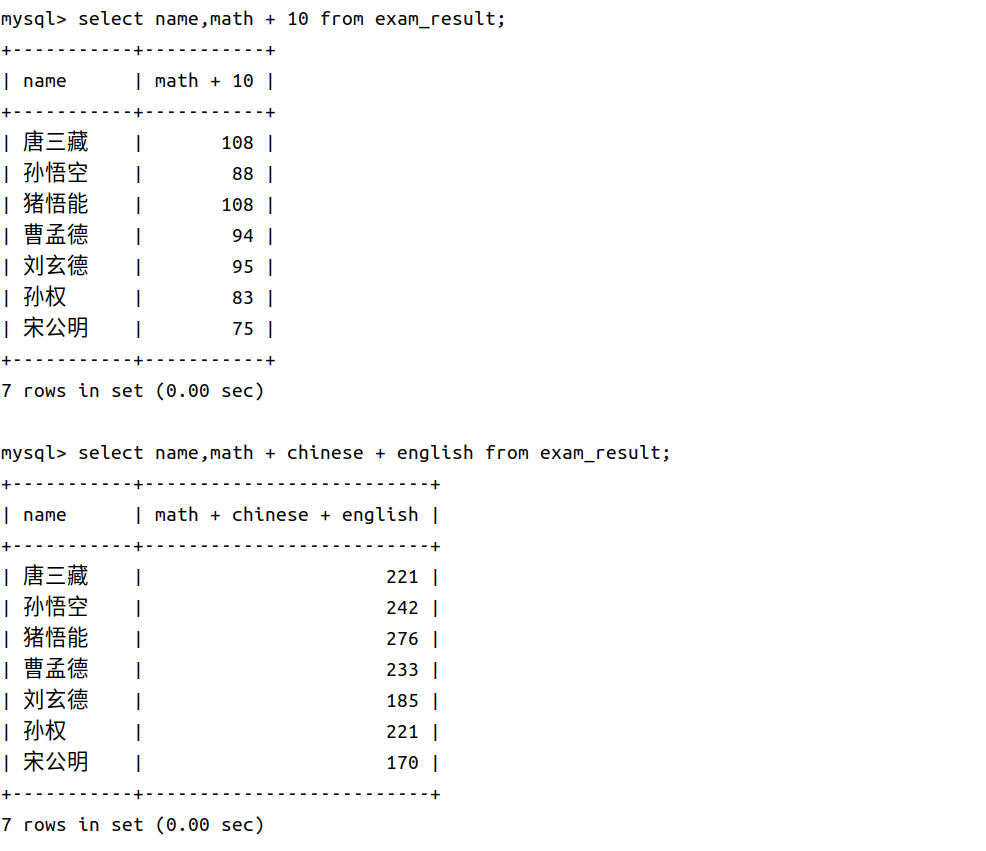 mysql> select name,math + 10 from exam_result;
+-----------+-----------+
| name      | math + 10 |
+-----------+-----------+
| 唐三藏    |       108 |
| 孙悟空    |        88 |
| 猪悟能    |       108 |
| 曹孟德    |        94 |
| 刘玄德    |        95 |
| 孙权      |        83 |
| 宋公明    |        75 |
+-----------+-----------+
7 rows in set (0.00 sec)

mysql> select name,math + chinese + english from exam_result;
+-----------+--------------------------+
| name      | math + chinese + english |
+-----------+--------------------------+
| 唐三藏    |                      221 |
| 孙悟空    |                      242 |
| 猪悟能    |                      276 |
| 曹孟德    |                      233 |
| 刘玄德    |                      185 |
| 孙权      |                      221 |
| 宋公明    |                      170 |
+-----------+--------------------------+
7 rows in set (0.00 sec)